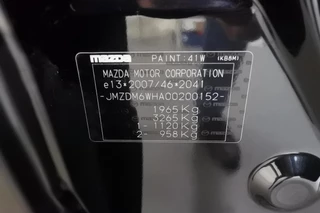 mazda PAINT:41W IKBBM1
MAZDA MOTOR CORPORATION
e13*2007/46*2041
-JMZDM6WHA00200152-
1965 Kg
3265 Kg
1- 1120 Kg
2- 958 Kg